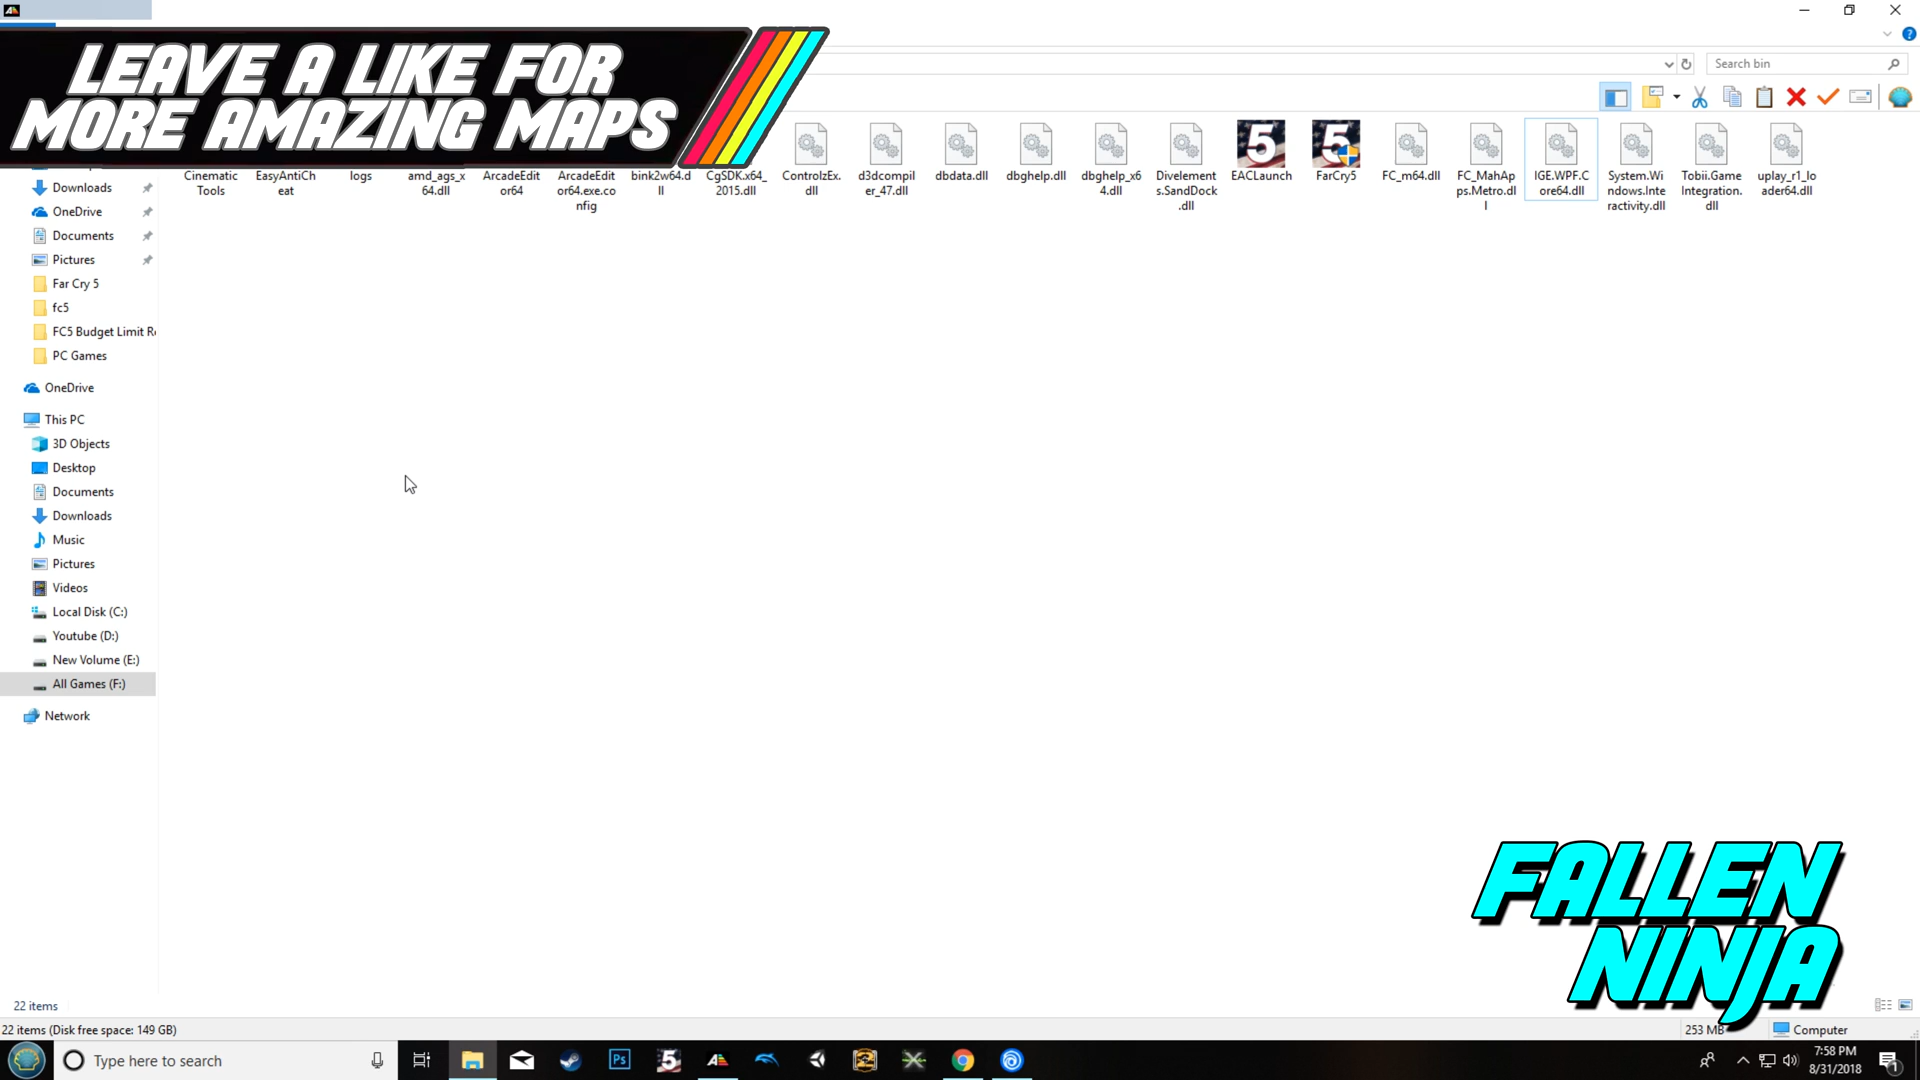 LEAVE A LIKE FOR
MORE AMAZING MAPS
Search bin
Cinematic
Tools
EasyAntiCh
eat
logs
amd_ags_x
64.dll
ArcadeEdit
or64
ArcadeEdit
or64.exe.co
nfig
bink2w64.d
ll
CgSDK.x64_
2015.dll
ControlzEx.
dll
d3dcompil
er_47.dll
dbdata.dll
dbghelp.dll
dbghelp_x6
4.dll
Divelement
s.SandDock
.dll
EACLaunch
FarCry5
FC_m64.dll
FC_MahAp
ps.Metro.dl
l
IGE.WPF.C
ore64.dll
System.Wi
ndows.Inte
ractivity.dll
Tobii.Game
Integration.
dll
uplay_r1_lo
ader64.dll
Downloads
OneDrive
Documents
Pictures
Far Cry 5
fc5
FC5 Budget Limit Re
PC Games
OneDrive
This PC
3D Objects
Desktop
Documents
Downloads
Music
Pictures
Videos
Local Disk (C:)
Youtube (D:)
New Volume (E:)
All Games (F:)
Network
FALLEN
NINJA
22 items
22 items (Disk free space: 149 GB)
253 MB
Computer
Type here to search
Ps
7:58 PM
8/31/2018
1